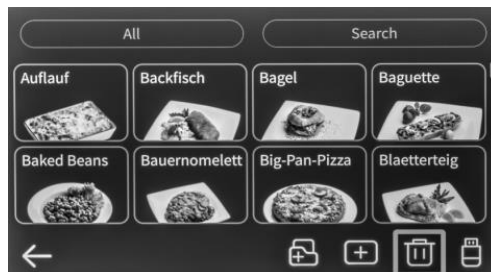 All
Search
Auflauf
Backfisch
Bagel
Baguette
Baked Beans
Bauernomelett
Big-Pan-Pizza
Blaetterteig